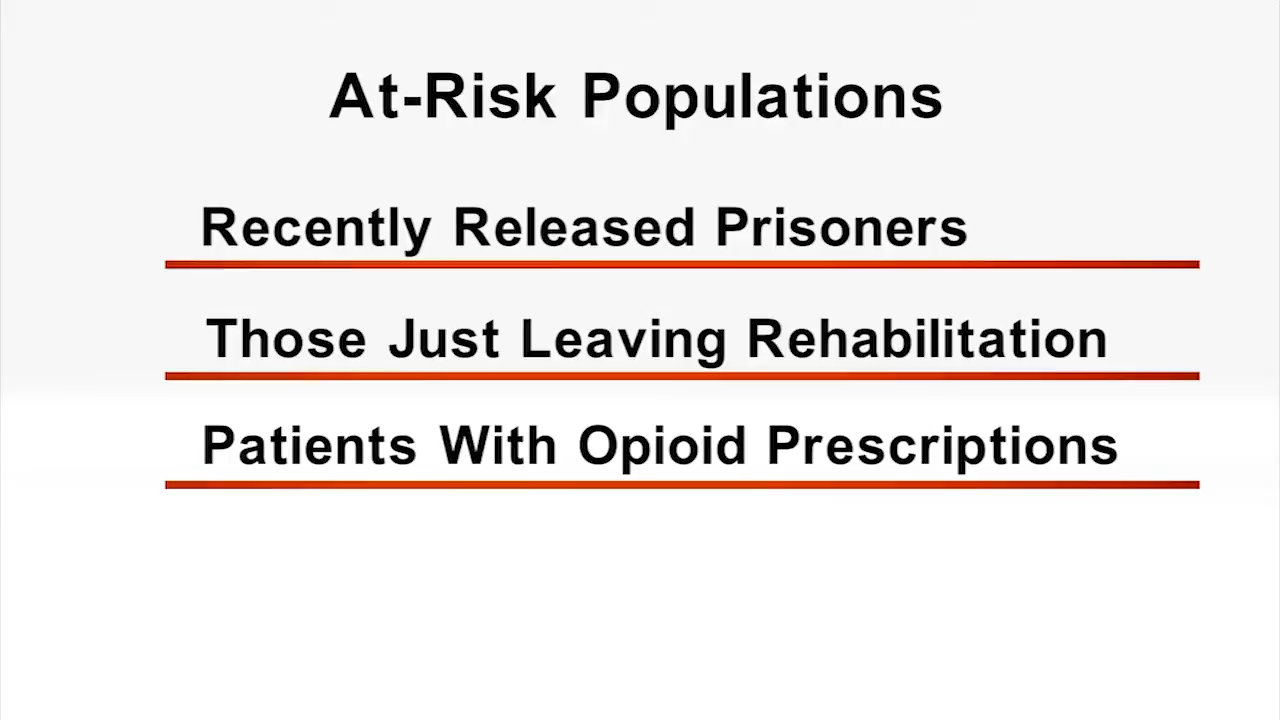 At-Risk Populations
Recently Released Prisoners
Those Just Leaving Rehabilitation
Patients With Opioid Prescriptions